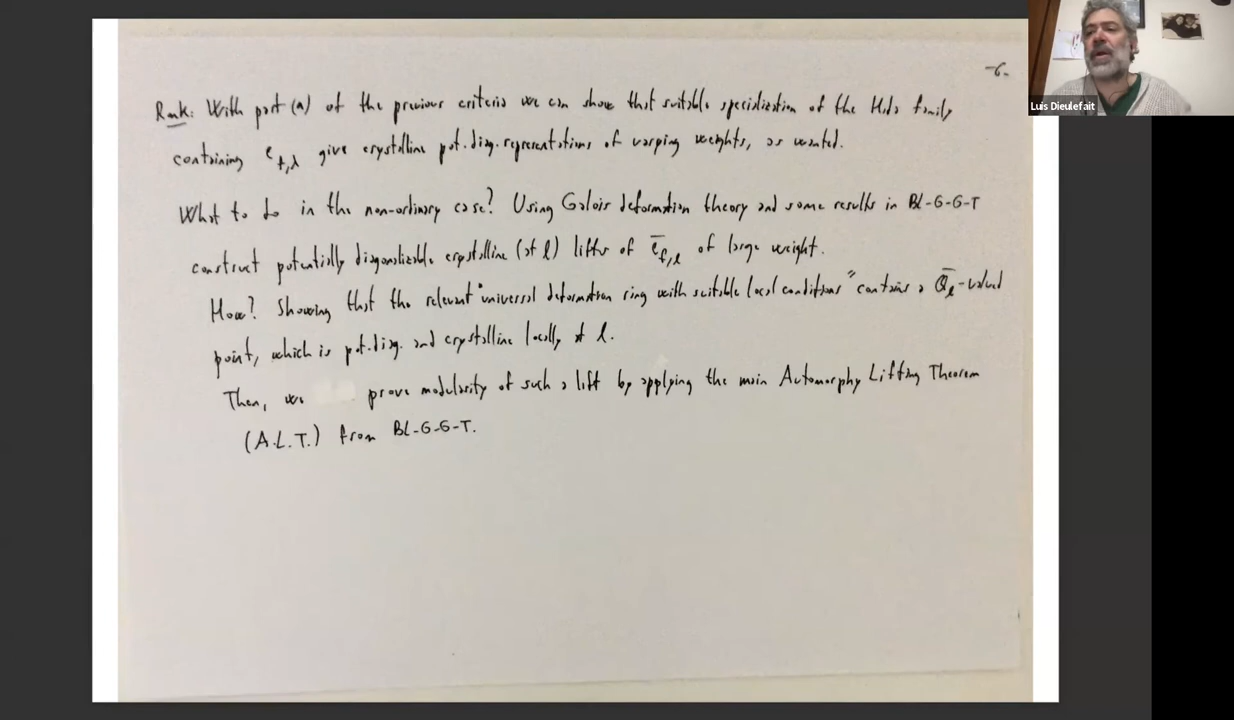 -6-
Rmk: With part (a) of the previous criteria we can show that suitable specialization of the Hida family
containing ρ_f,λ give crystalline pot. diag. representations of varying weights, as wanted.
What to do in the non-ordinary case? Using Galois deformation theory and some results in BL-G-G-T
construct potentially diagonalizable crystalline (at ℓ) lifts of ρ̄_f,ℓ of large weight.
How? Showing that the relevant "universal deformation ring with suitable local conditions" contains a Q̄_ℓ-valued
point, which is pot. diag. and crystalline locally at ℓ.
Then, we prove modularity of such a lift by applying the main Automorphy Lifting Theorem
(A.L.T.) from BL-G-G-T.
Luis Dieulefait